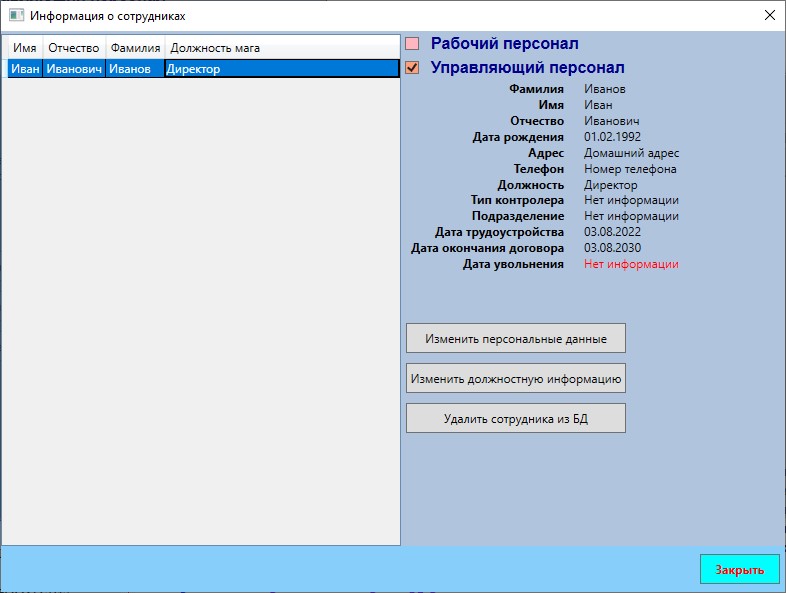 Информация о сотрудниках
Имя Отчество Фамилия Должность мага
Иван Иванович Иванов Директор
Рабочий персонал
Управляющий персонал
Фамилия Иванов
Имя Иван
Отчество Иванович
Дата рождения 01.02.1992
Адрес Домашний адрес
Телефон Номер телефона
Должность Директор
Тип контролера Нет информации
Подразделение Нет информации
Дата трудоустройства 03.08.2022
Дата окончания договора 03.08.2030
Дата увольнения Нет информации
Изменить персональные данные
Изменить должностную информацию
Удалить сотрудника из БД
Закрыть